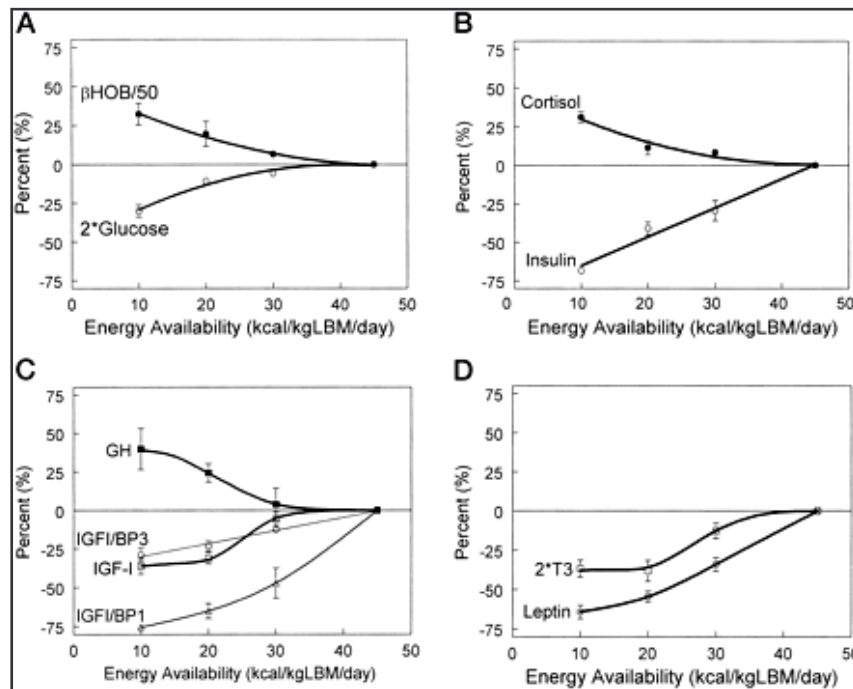 A
75
50
25
0
-25
-50
-75
Percent (%)
βHOB/50
2*Glucose
0 10 20 30 40 50
Energy Availability (kcal/kgLBM/day)
B
75
50
25
0
-25
-50
-75
Percent (%)
Cortisol
Insulin
0 10 20 30 40 50
Energy Availability (kcal/kgLBM/day)
C
75
50
25
0
-25
-50
-75
Percent (%)
GH
IGFI/BP3
IGF-I
IGFI/BP1
0 10 20 30 40 50
Energy Availability (kcal/kgLBM/day)
D
75
50
25
0
-25
-50
-75
Percent (%)
2*T3
Leptin
0 10 20 30 40 50
Energy Availability (kcal/kgLBM/day)